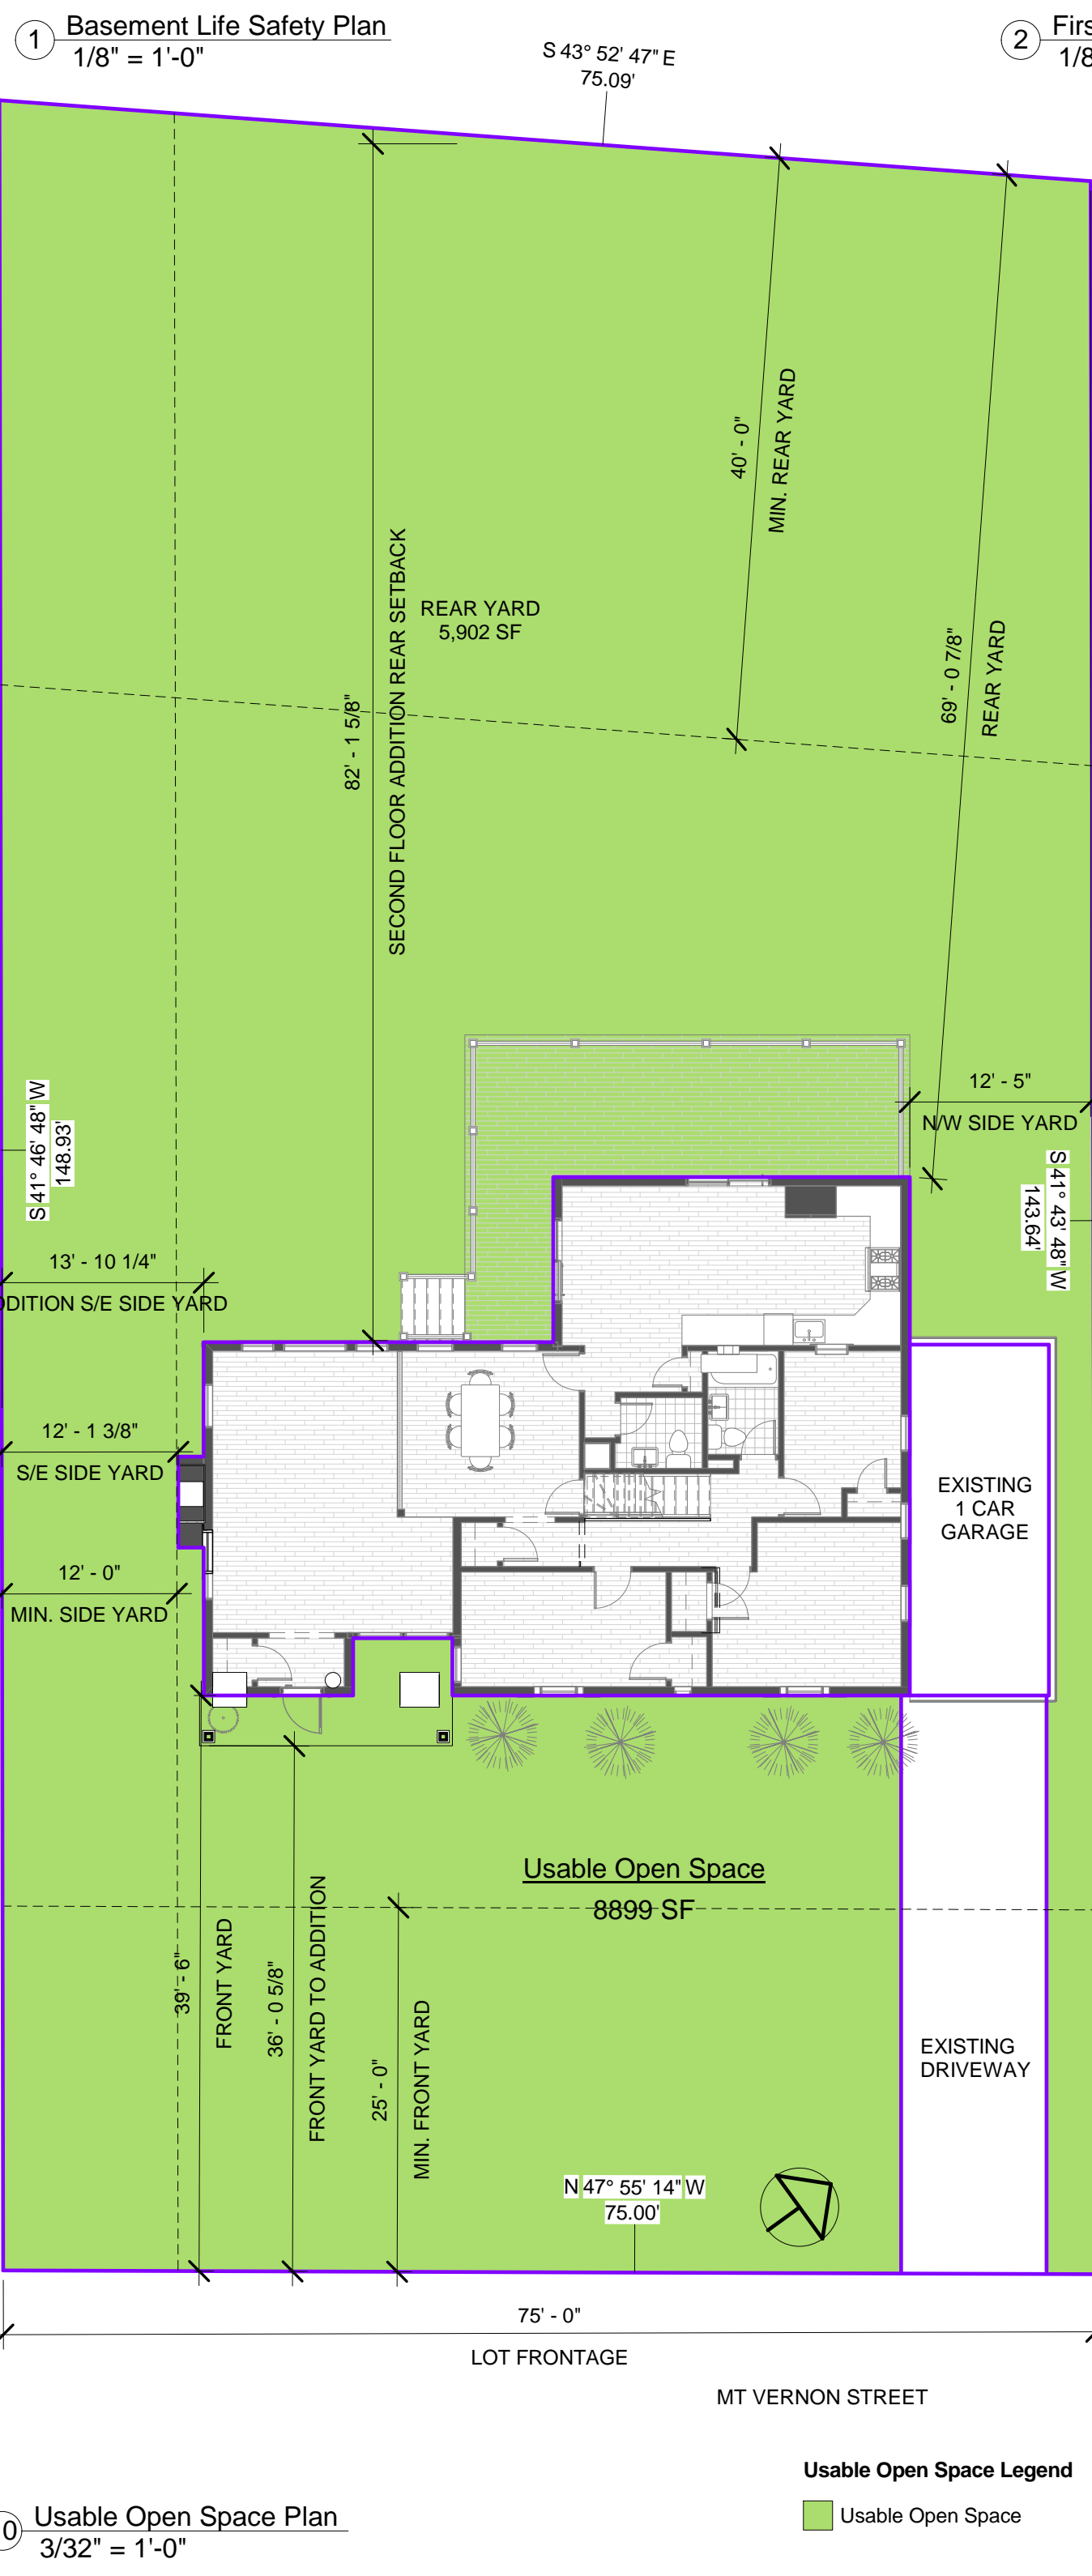 1 Basement Life Safety Plan
1/8" = 1'-0"
2 Firs
1/8
S 43° 52' 47" E
75.09'
40' - 0"
MIN. REAR YARD
82' - 1 5/8"
SECOND FLOOR ADDITION REAR SETBACK
REAR YARD
5,902 SF
69' - 0 7/8"
REAR YARD
12' - 5"
N/W SIDE YARD
S 41° 46' 48" W
148.93'
S 41° 43' 48" W
143.64'
13' - 10 1/4"
DDITION S/E SIDE YARD
12' - 1 3/8"
S/E SIDE YARD
EXISTING
1 CAR
GARAGE
12' - 0"
MIN. SIDE YARD
Usable Open Space
8899 SF
39' - 6"
FRONT YARD
36' - 0 5/8"
FRONT YARD TO ADDITION
25' - 0"
MIN. FRONT YARD
EXISTING
DRIVEWAY
N 47° 55' 14" W
75.00'
75' - 0"
LOT FRONTAGE
MT VERNON STREET
Usable Open Space Legend
Usable Open Space
0 Usable Open Space Plan
3/32" = 1'-0"